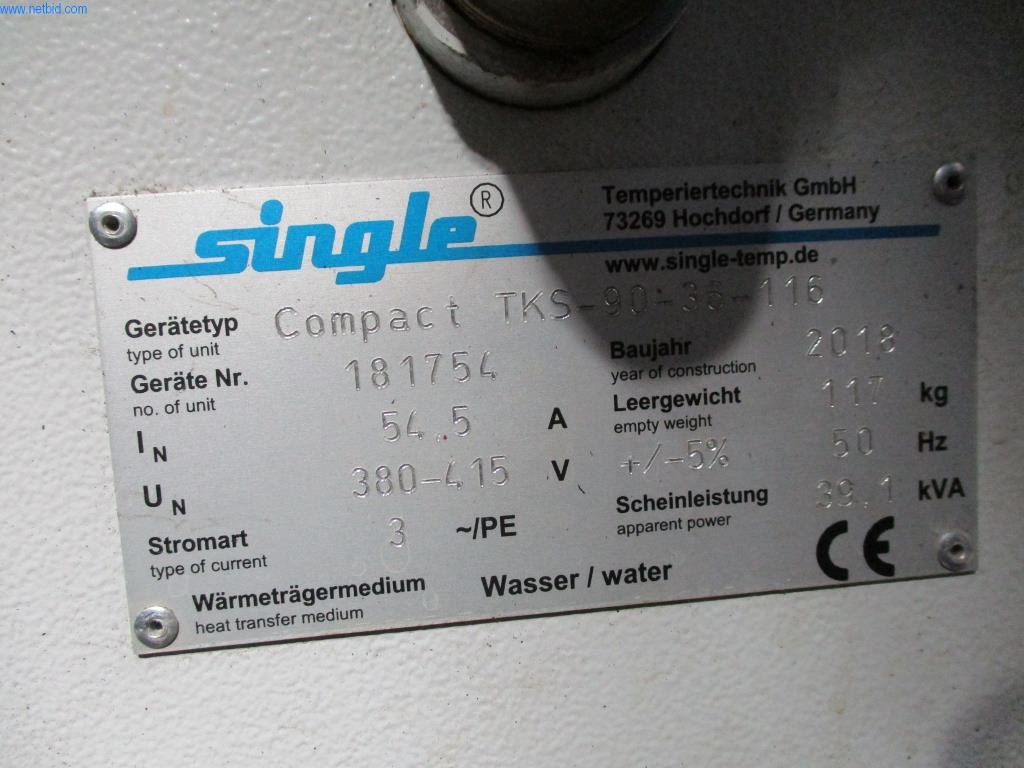 www.netbid.com
single®
Temperiertechnik GmbH
73269 Hochdorf / Germany
www.single-temp.de
Gerätetyp Compact TKS-90-36-116
type of unit
Geräte Nr. 181754
no. of unit
Baujahr 2018
year of construction
IN 54.5 A
Leergewicht 117 kg
empty weight
UN 380-415 V +/-5% 50 Hz
Stromart 3 ~/PE
type of current
Scheinleistung 39.1 kVA
apparent power
Wärmeträgermedium Wasser / water
heat transfer medium
CE